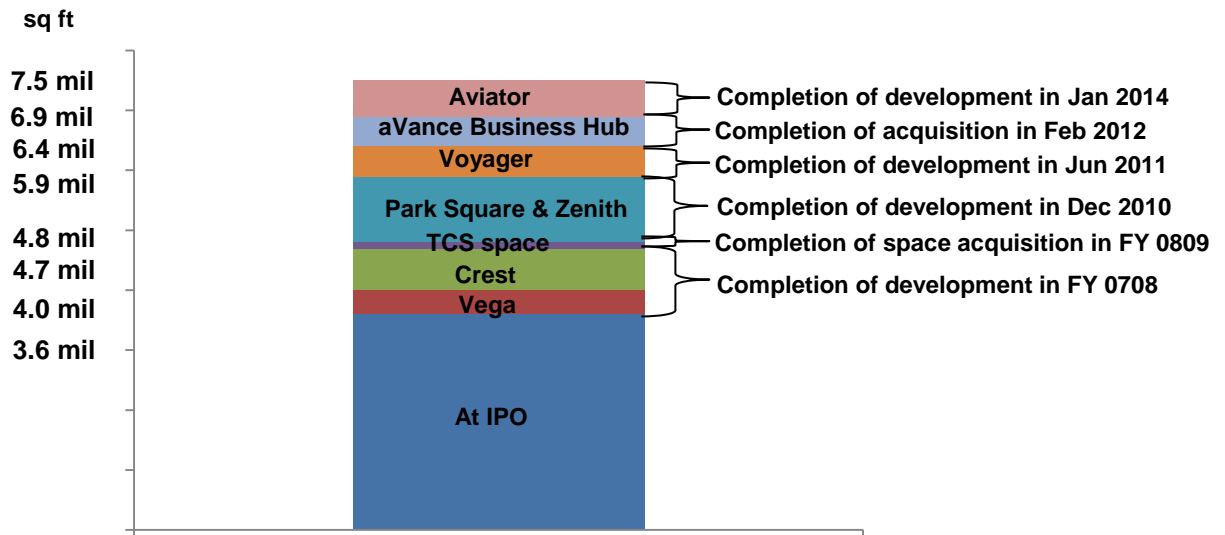 sq ft
7.5 mil
Aviator
Completion of development in Jan 2014
6.9 mil
aVance Business Hub
Completion of acquisition in Feb 2012
6.4 mil
Voyager
Completion of development in Jun 2011
5.9 mil
Park Square & Zenith
Completion of development in Dec 2010
4.8 mil
TCS space
Completion of space acquisition in FY 0809
4.7 mil
Crest
Completion of development in FY 0708
4.0 mil
Vega
3.6 mil
At IPO